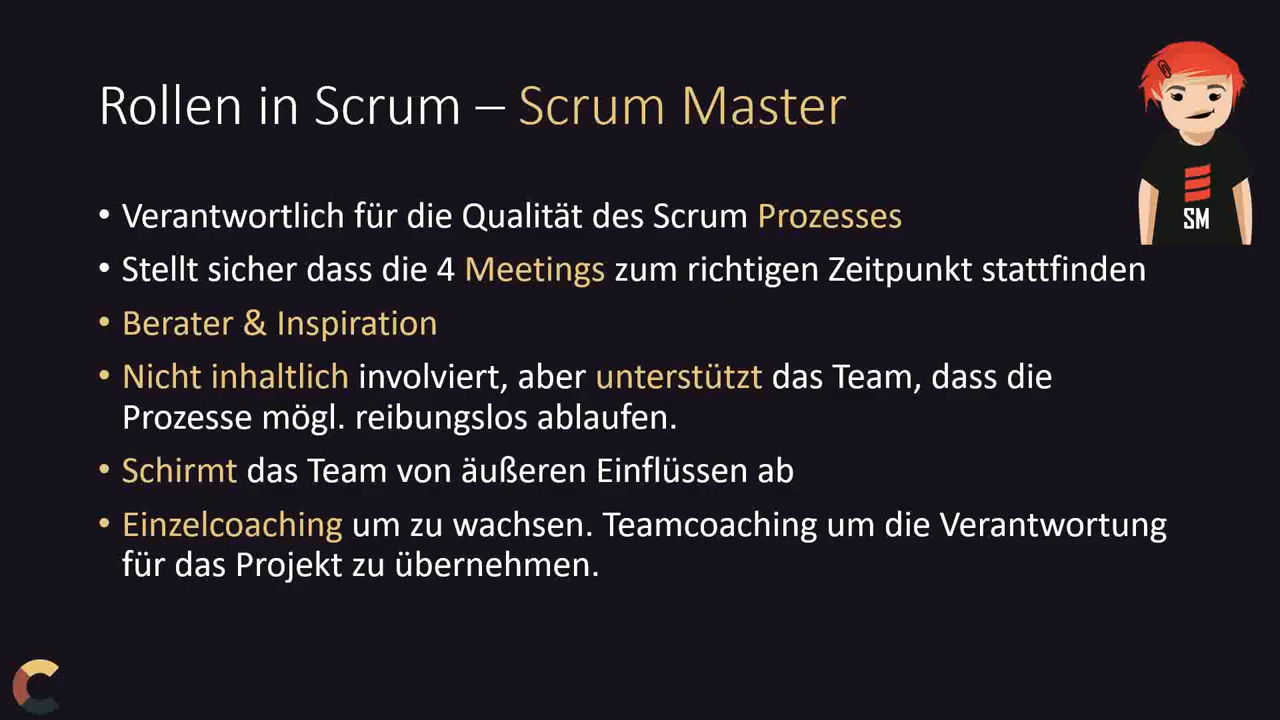 Rollen in Scrum – Scrum Master
SM
• Verantwortlich für die Qualität des Scrum Prozesses
• Stellt sicher dass die 4 Meetings zum richtigen Zeitpunkt stattfinden
• Berater & Inspiration
• Nicht inhaltlich involviert, aber unterstützt das Team, dass die
Prozesse mögl. reibungslos ablaufen.
• Schirmt das Team von äußeren Einflüssen ab
• Einzelcoaching um zu wachsen. Teamcoaching um die Verantwortung
für das Projekt zu übernehmen.